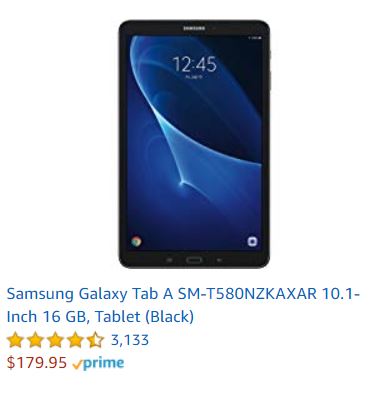 SAMSUNG
12:45
Samsung Galaxy Tab A SM-T580NZKAXAR 10.1-
Inch 16 GB, Tablet (Black)
3,133
$179.95 prime